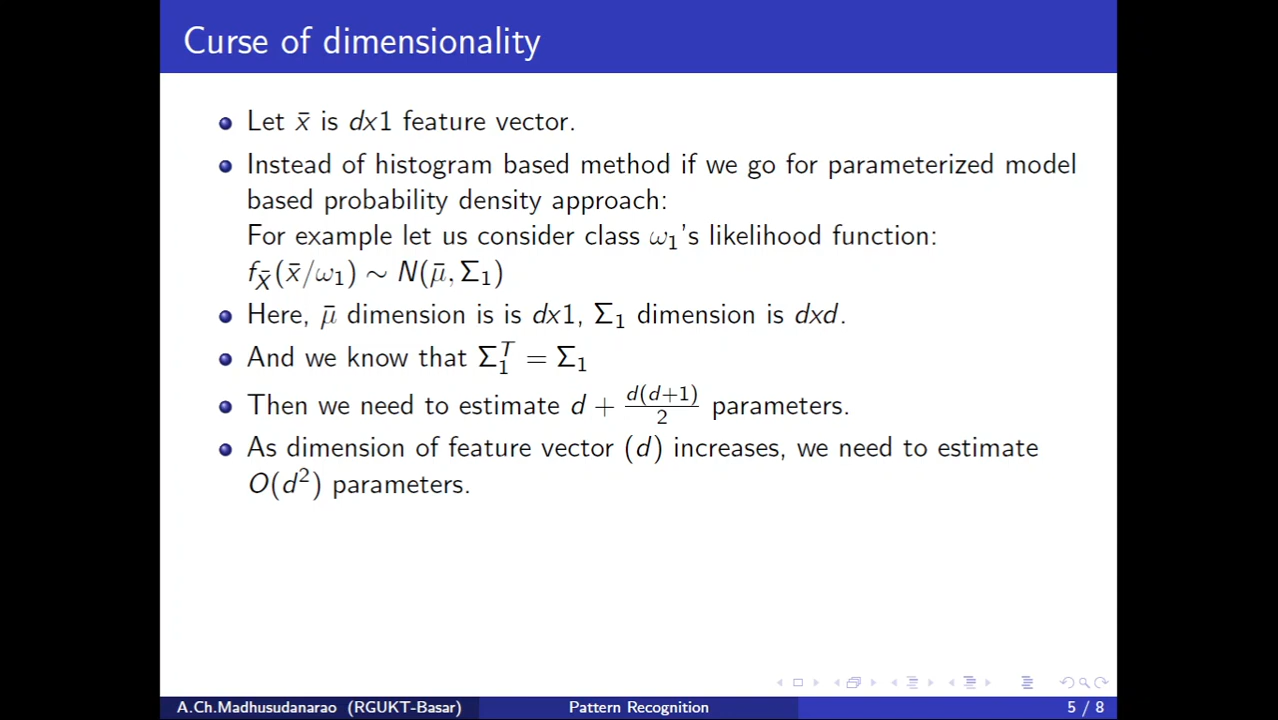 Curse of dimensionality
Let x̄ is dx1 feature vector.
Instead of histogram based method if we go for parameterized model
based probability density approach:
For example let us consider class ω₁'s likelihood function:
f_X̄(x̄/ω₁) ∼ N(μ̄, Σ₁)
Here, μ̄ dimension is is dx1, Σ₁ dimension is dxd.
And we know that Σ₁ᵀ = Σ₁
Then we need to estimate d + d(d+1)/2 parameters.
As dimension of feature vector (d) increases, we need to estimate
O(d²) parameters.
A.Ch.Madhusudanarao (RGUKT-Basar) Pattern Recognition 5 / 8